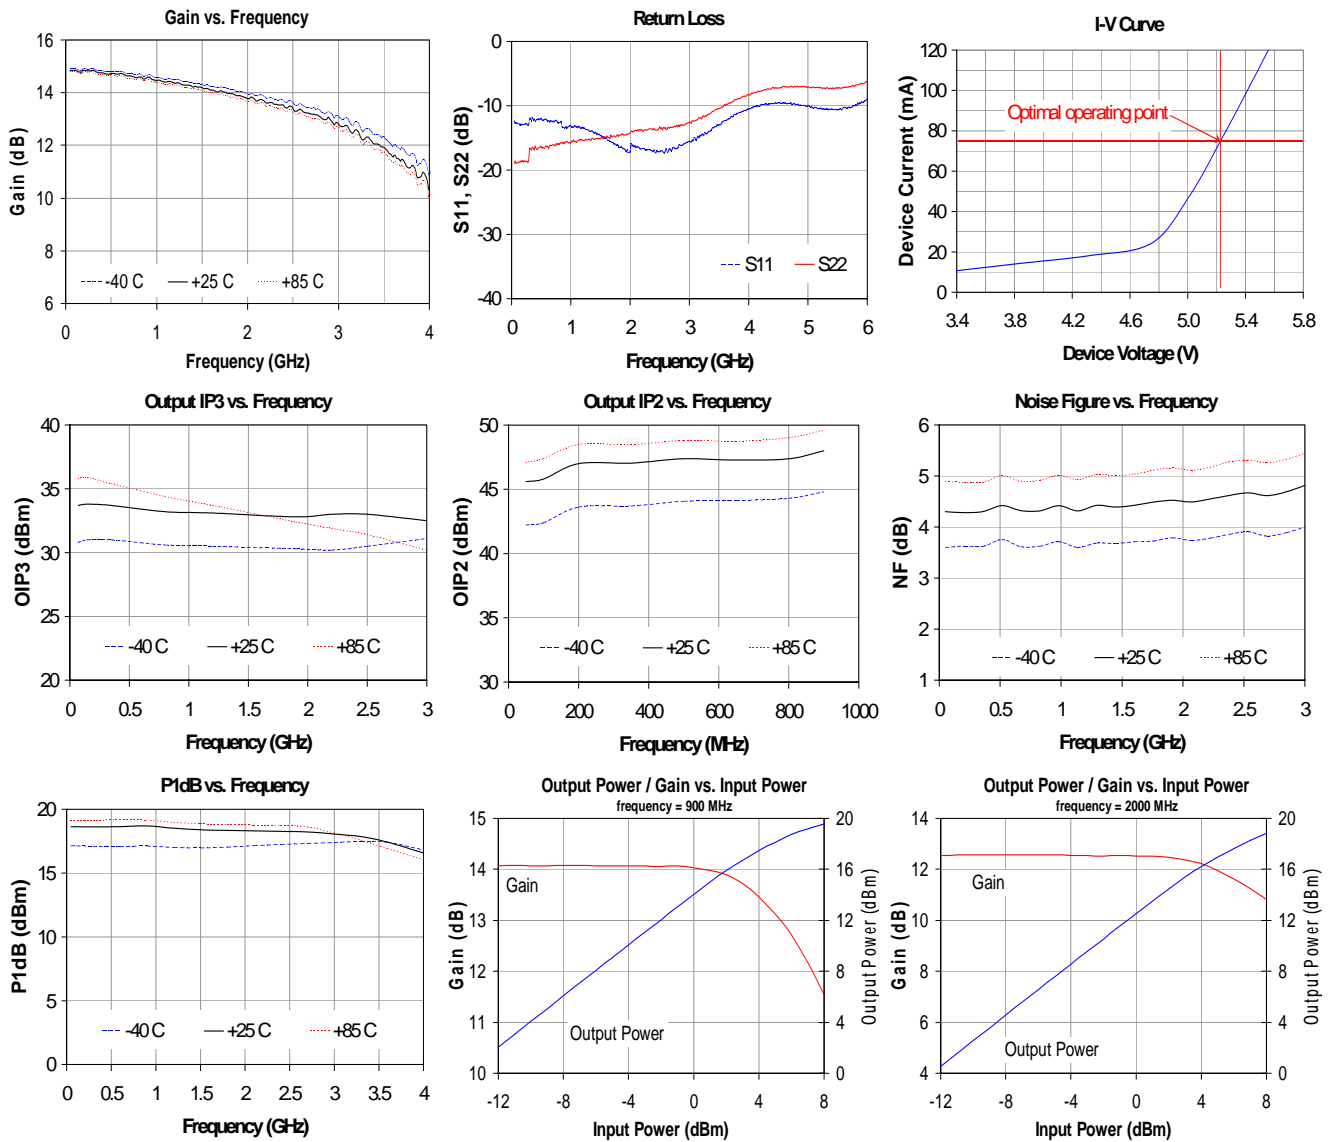 Gain vs. Frequency
16
14
12
10
8
6
Gain (dB)
-40 C
+25 C
+85 C
0 1 2 3 4
Frequency (GHz)
Return Loss
0
-10
-20
-30
-40
S11, S22 (dB)
S11
S22
0 1 2 3 4 5 6
Frequency (GHz)
I-V Curve
120
100
80
60
40
20
0
Device Current (mA)
Optimal operating point
3.4 3.8 4.2 4.6 5.0 5.4 5.8
Device Voltage (V)
Output IP3 vs. Frequency
40
35
30
25
20
OIP3 (dBm)
-40 C
+25 C
+85 C
0 0.5 1 1.5 2 2.5 3
Frequency (GHz)
Output IP2 vs. Frequency
50
45
40
35
30
OIP2 (dBm)
-40 C
+25 C
+85 C
0 200 400 600 800 1000
Frequency (MHz)
Noise Figure vs. Frequency
6
5
4
3
2
1
NF (dB)
-40 C
+25 C
+85 C
0 0.5 1 1.5 2 2.5 3
Frequency (GHz)
P1dB vs. Frequency
20
15
10
5
0
P1dB (dBm)
-40 C
+25 C
+85 C
0 0.5 1 1.5 2 2.5 3 3.5 4
Frequency (GHz)
Output Power / Gain vs. Input Power
frequency = 900 MHz
15
14
13
12
11
10
Gain (dB)
Gain
Output Power
20
16
12
8
4
0
Output Power (dBm)
-12 -8 -4 0 4 8
Input Power (dBm)
Output Power / Gain vs. Input Power
frequency = 2000 MHz
14
12
10
8
6
4
Gain (dB)
Gain
Output Power
20
16
12
8
4
0
Output Power (dBm)
-12 -8 -4 0 4 8
Input Power (dBm)